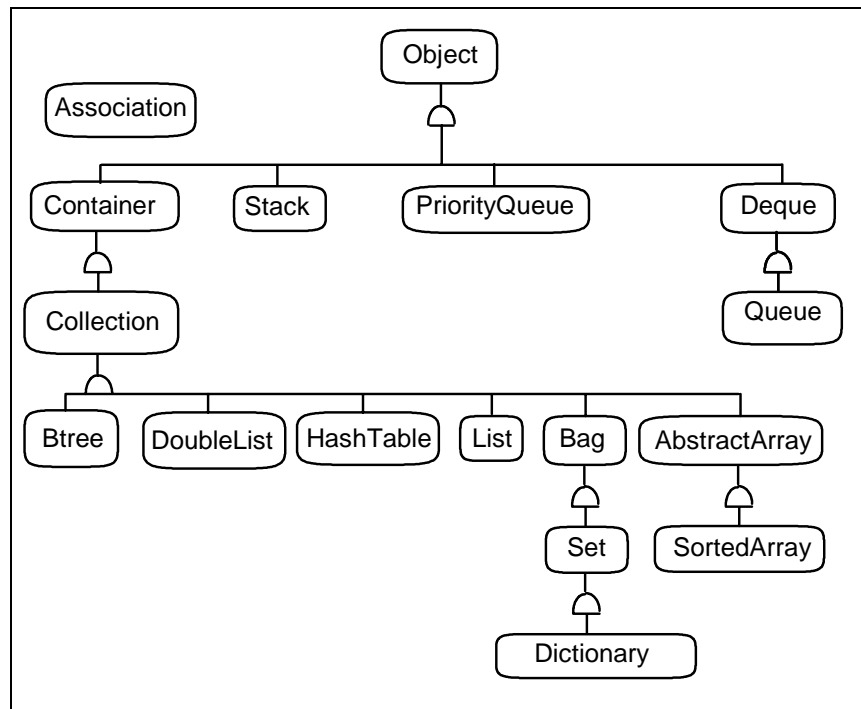 Object
Association
Container
Stack
PriorityQueue
Deque
Collection
Queue
Btree
DoubleList
HashTable
List
Bag
AbstractArray
Set
SortedArray
Dictionary